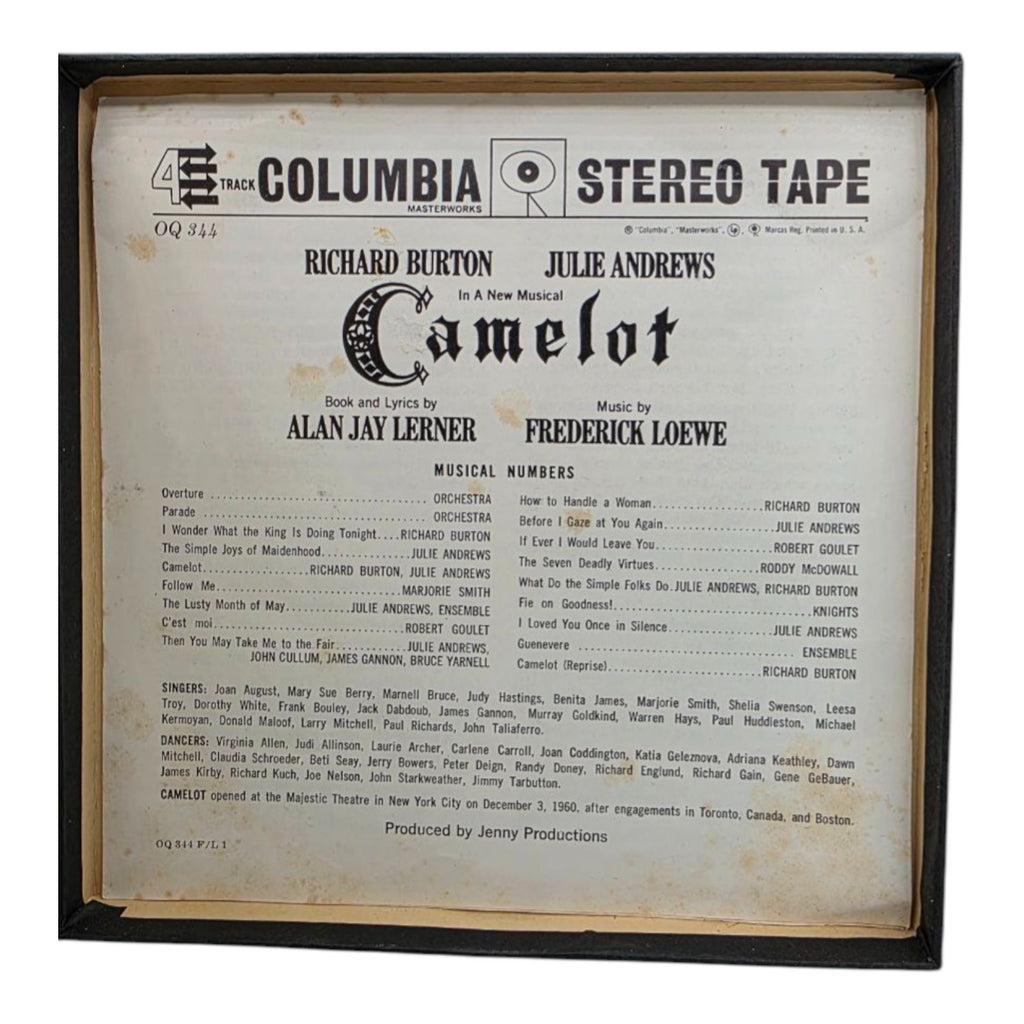 4 TRACK COLUMBIA MASTERWORKS STEREO TAPE
OQ 344
® "Columbia", "Masterworks", Marcas Reg. Printed in U. S. A.
RICHARD BURTON JULIE ANDREWS
In A New Musical
Camelot
Book and Lyrics by
ALAN JAY LERNER
Music by
FREDERICK LOEWE
MUSICAL NUMBERS
Overture ................................. ORCHESTRA
Parade .................................. ORCHESTRA
I Wonder What the King Is Doing Tonight....RICHARD BURTON
The Simple Joys of Maidenhood.............JULIE ANDREWS
Camelot.................RICHARD BURTON, JULIE ANDREWS
Follow Me............................MARJORIE SMITH
The Lusty Month of May..........JULIE ANDREWS, ENSEMBLE
C'est moi.............................ROBERT GOULET
Then You May Take Me to the Fair...........JULIE ANDREWS,
JOHN CULLUM, JAMES GANNON, BRUCE YARNELL
How to Handle a Woman.................RICHARD BURTON
Before I Gaze at You Again.................JULIE ANDREWS
If Ever I Would Leave You..................ROBERT GOULET
The Seven Deadly Virtues................RODDY McDOWALL
What Do the Simple Folks Do.JULIE ANDREWS, RICHARD BURTON
Fie on Goodness!..............................KNIGHTS
I Loved You Once in Silence................JULIE ANDREWS
Guenevere .................................. ENSEMBLE
Camelot (Reprise).......................RICHARD BURTON
SINGERS: Joan August, Mary Sue Berry, Marnell Bruce, Judy Hastings, Benita James, Marjorie Smith, Shelia Swenson, Leesa
Troy, Dorothy White, Frank Bouley, Jack Dabdoub, James Gannon, Murray Goldkind, Warren Hays, Paul Huddleston, Michael
Kermoyan, Donald Maloof, Larry Mitchell, Paul Richards, John Taliaferro.
DANCERS: Virginia Allen, Judi Allinson, Laurie Archer, Carlene Carroll, Joan Coddington, Katia Geleznova, Adriana Keathley, Dawn
Mitchell, Claudia Schroeder, Beti Seay, Jerry Bowers, Peter Deign, Randy Doney, Richard Englund, Richard Gain, Gene GeBauer,
James Kirby, Richard Kuch, Joe Nelson, John Starkweather, Jimmy Tarbutton.
CAMELOT opened at the Majestic Theatre in New York City on December 3, 1960, after engagements in Toronto, Canada, and Boston.
Produced by Jenny Productions
OQ 344 F/L 1